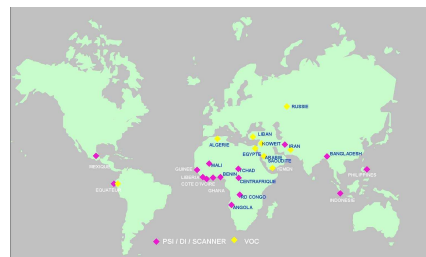 RUSSIE
LIBAN
ALGERIE
KOWEIT
IRAN
EGYPTE
ARABIE
SAOUDITE
BANGLADESH
MEXIQUE
GUINEE
MALI
TCHAD
YEMEN
PHILIPPINES
LIBERIA
BENIN
CENTRAFRIQUE
COTE D'IVOIRE
EQUATEUR
GHANA
RD CONGO
INDONESIE
ANGOLA
PSI / DI / SCANNER
VOC